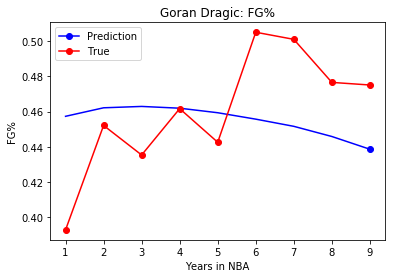 Goran Dragic: FG%
Prediction
True
FG%
0.50
0.48
0.46
0.44
0.42
0.40
1 2 3 4 5 6 7 8 9
Years in NBA